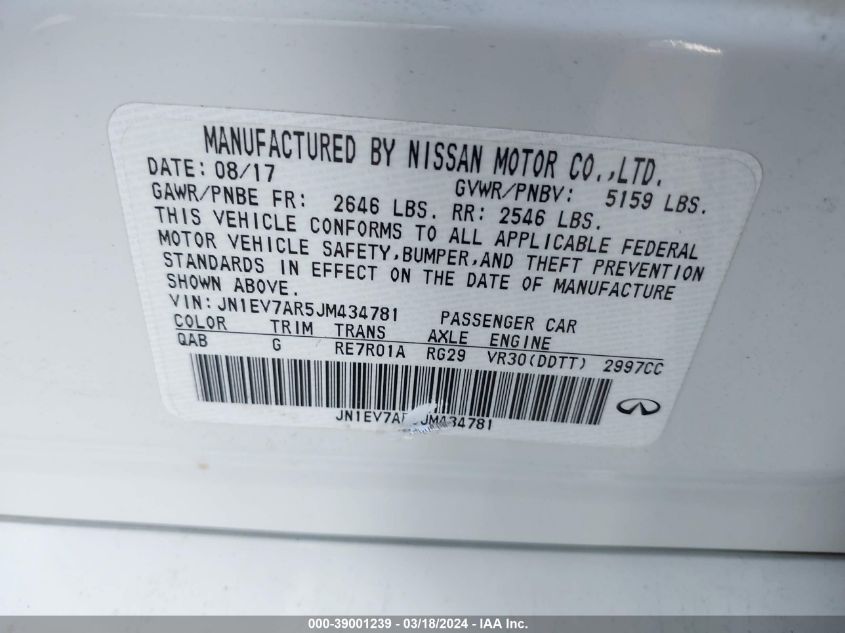 MANUFACTURED BY NISSAN MOTOR CO.,LTD.
DATE: 08/17 GVWR/PNBV: 5159 LBS.
GAWR/PNBE FR: 2646 LBS. RR: 2546 LBS.
THIS VEHICLE CONFORMS TO ALL APPLICABLE FEDERAL
MOTOR VEHICLE SAFETY,BUMPER,AND THEFT PREVENTION
STANDARDS IN EFFECT ON THE DATE OF MANUFACTURE
SHOWN ABOVE.
VIN:JN1EV7AR5JM434781 PASSENGER CAR
COLOR TRIM TRANS AXLE ENGINE
QAB G RE7R01A RG29 VR30(DDTT) 2997CC
000-39001239 - 03/18/2024 - IAA Inc.